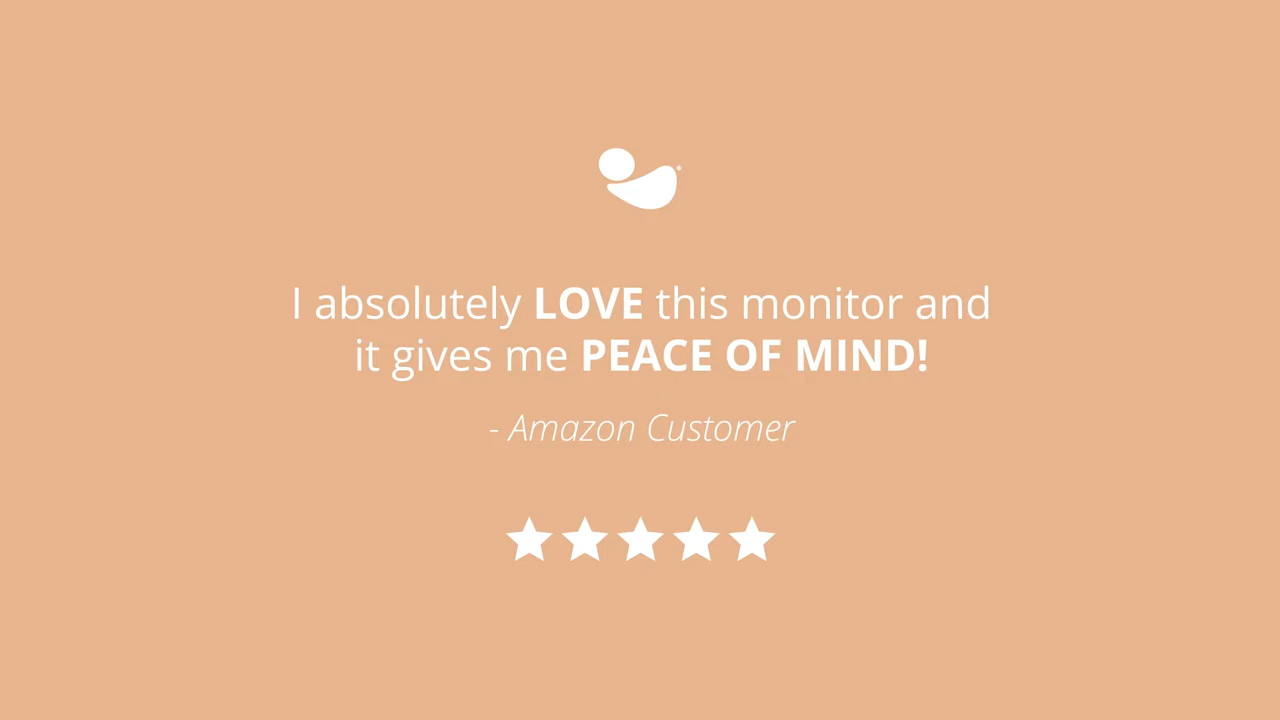 I absolutely LOVE this monitor and
it gives me PEACE OF MIND!
- Amazon Customer